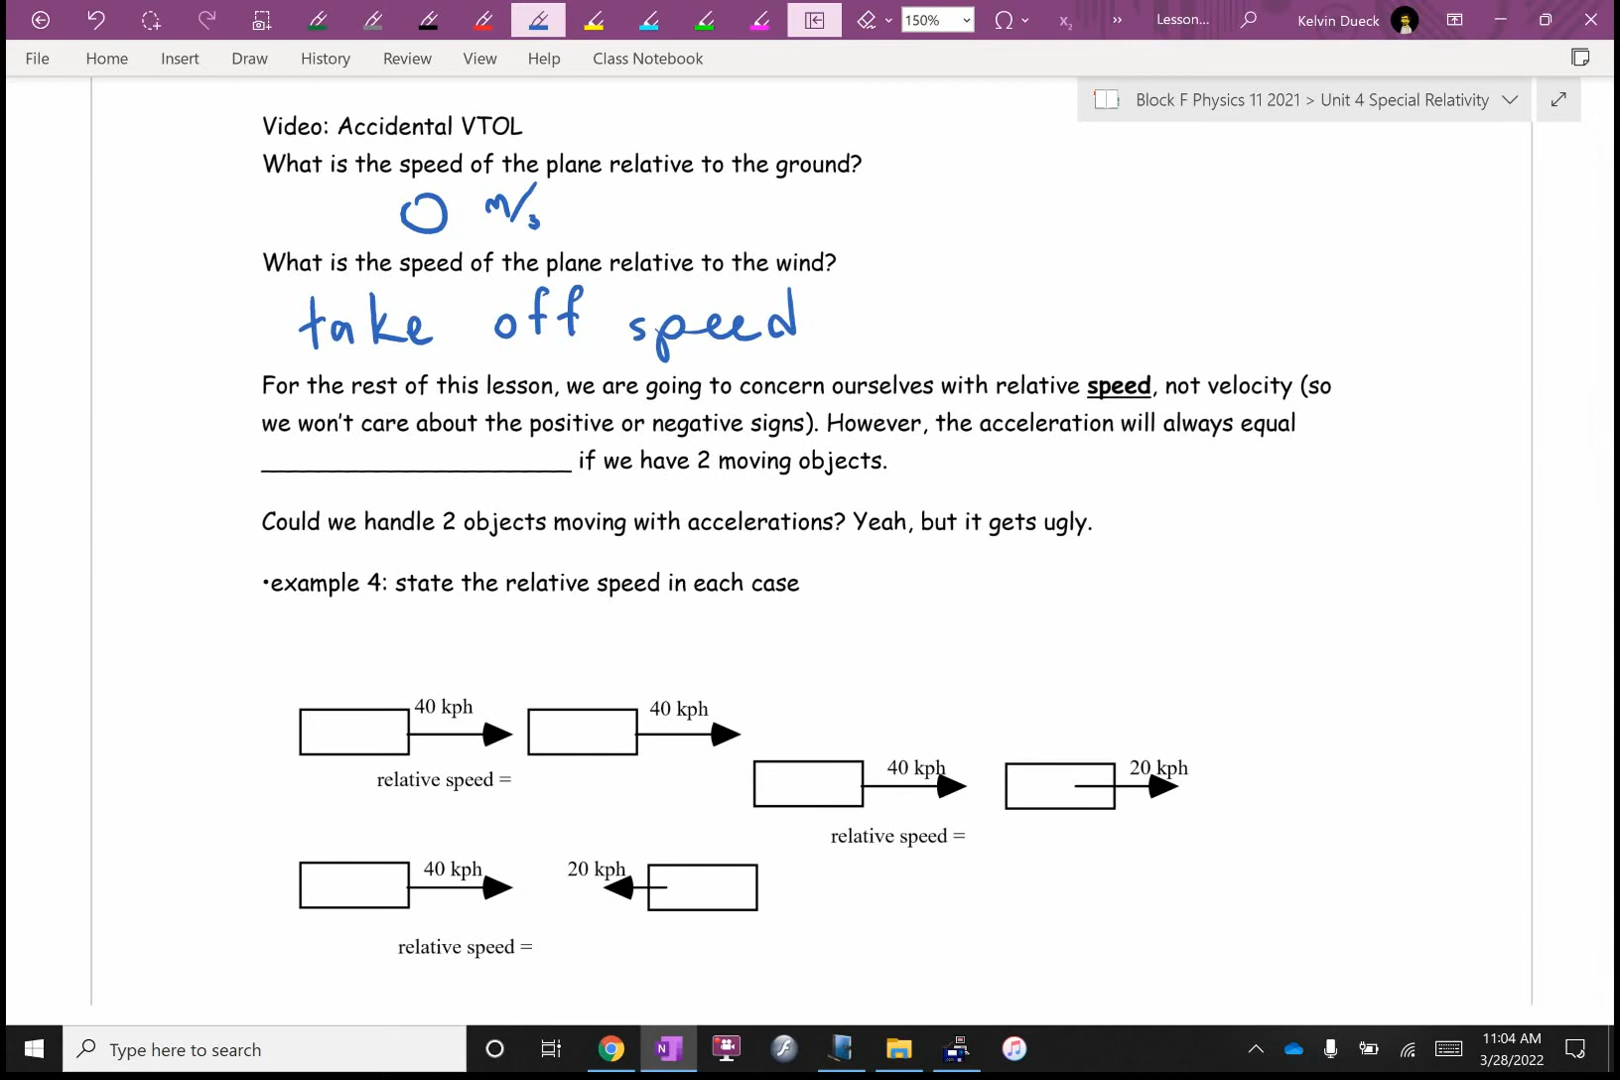 150%
Lesson...
Kelvin Dueck
File Home Insert Draw History Review View Help Class Notebook
Block F Physics 11 2021 > Unit 4 Special Relativity
Video: Accidental VTOL
What is the speed of the plane relative to the ground?
0 m/s
What is the speed of the plane relative to the wind?
take off speed
For the rest of this lesson, we are going to concern ourselves with relative speed, not velocity (so
we won't care about the positive or negative signs). However, the acceleration will always equal
______________________ if we have 2 moving objects.
Could we handle 2 objects moving with accelerations? Yeah, but it gets ugly.
•example 4: state the relative speed in each case
40 kph 40 kph
relative speed =
40 kph 20 kph
relative speed =
40 kph 20 kph
relative speed =
Type here to search
11:04 AM
3/28/2022